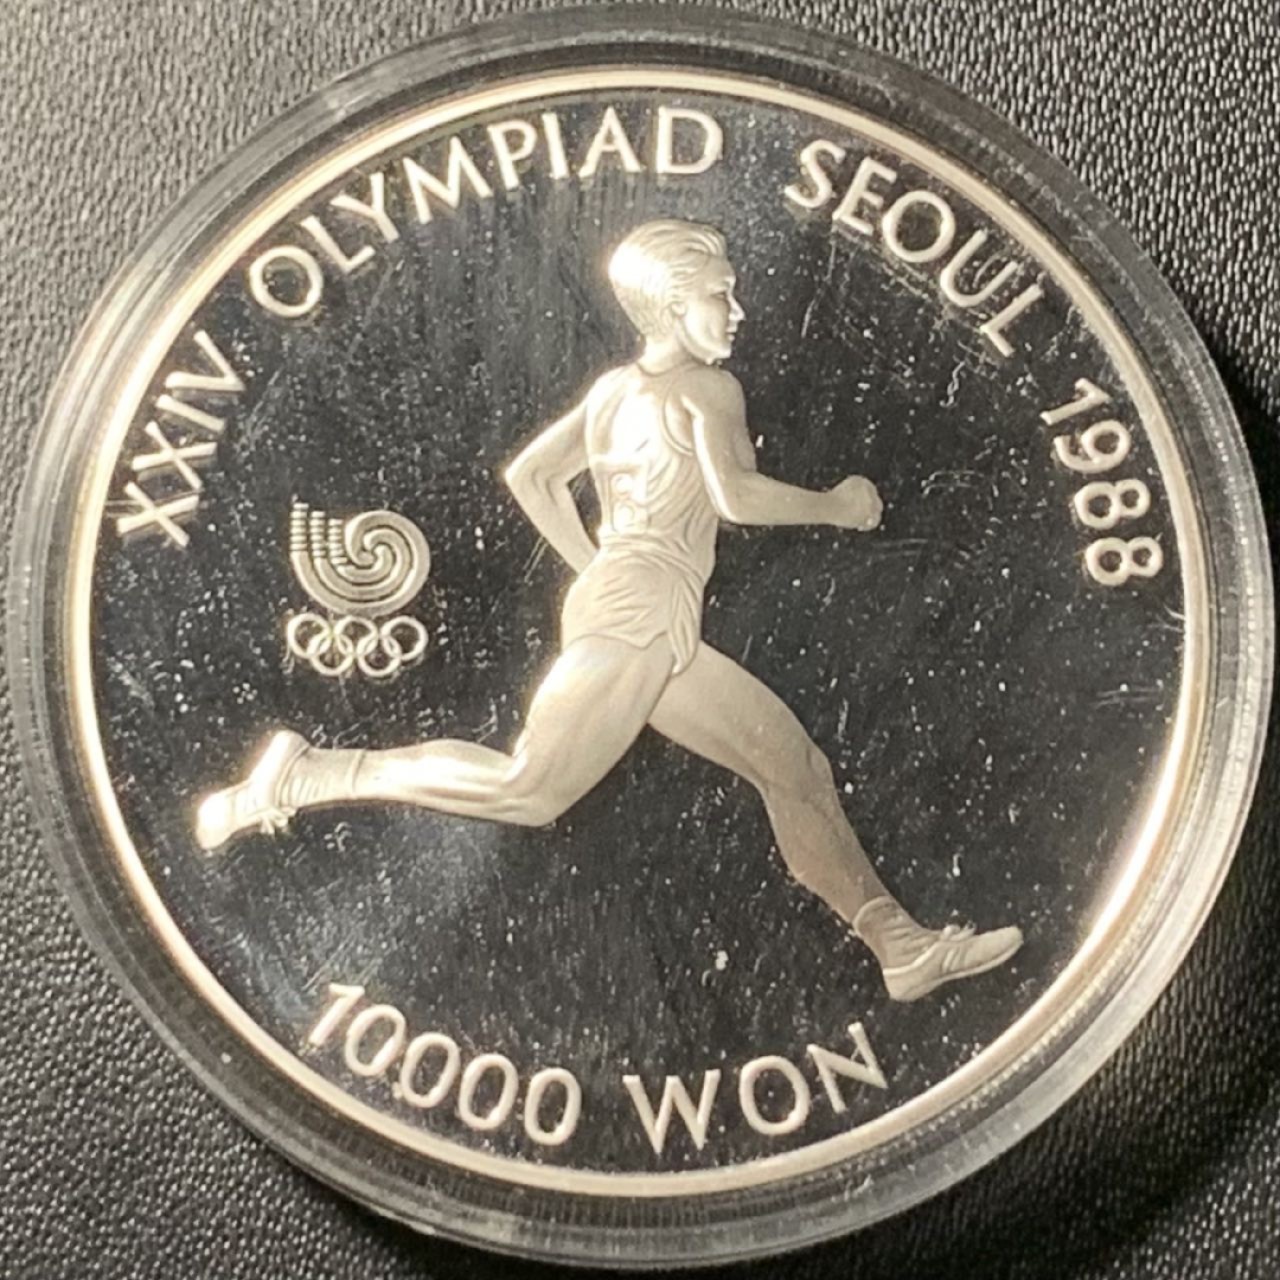 XXIV OLYMPIAD SEOUL 1988
10,000 WON